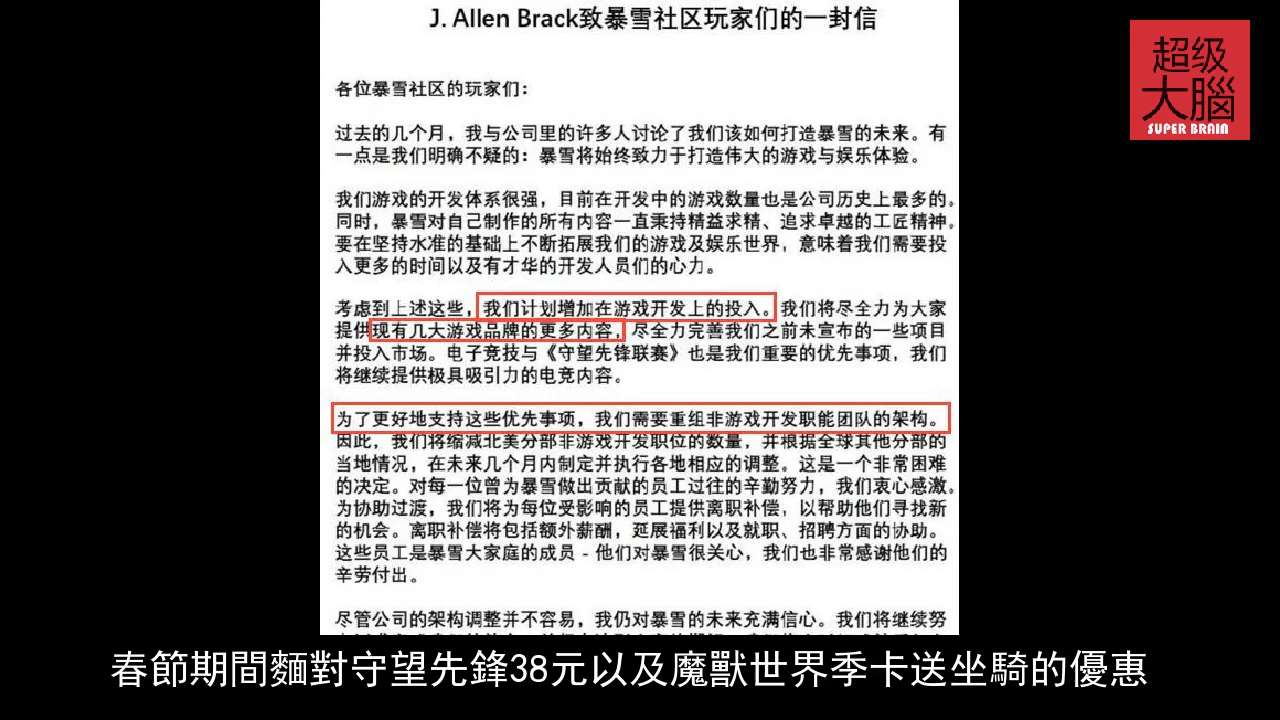 J. Allen Brack致暴雪社区玩家们的一封信
超级
大腦
SUPER BRAIN
各位暴雪社区的玩家们：
过去的几个月，我与公司里的许多人讨论了我们该如何打造暴雪的未来。有
一点是我们明确不疑的：暴雪将始终致力于打造伟大的游戏与娱乐体验。
我们游戏的开发体系很强，目前在开发中的游戏数量也是公司历史上最多的。
同时，暴雪对自己制作的所有内容一直秉持精益求精、追求卓越的工匠精神。
要在坚持水准的基础上不断拓展我们的游戏及娱乐世界，意味着我们需要投
入更多的时间以及有才华的开发人员们的心力。
考虑到上述这些，我们计划增加在游戏开发上的投入。我们将尽全力为大家
提供现有几大游戏品牌的更多内容，尽全力完善我们之前未宣布的一些项目
并投入市场。电子竞技与《守望先锋联赛》也是我们重要的优先事项，我们
将继续提供极具吸引力的电竞内容。
为了更好地支持这些优先事项，我们需要重组非游戏开发职能团队的架构。
因此，我们将缩减北美分部非游戏开发职位的数量，并根据全球其他分部的
当地情况，在未来几个月内制定并执行各地相应的调整。这是一个非常困难
的决定。对每一位曾为暴雪做出贡献的员工过往的辛勤努力，我们衷心感激。
为协助过渡，我们将为每位受影响的员工提供离职补偿，以帮助他们寻找新
的机会。离职补偿将包括额外薪酬，延展福利以及就职、招聘方面的协助。
这些员工是暴雪大家庭的成员 - 他们对暴雪很关心，我们也非常感谢他们的
辛劳付出。
尽管公司的架构调整并不容易，我仍对暴雪的未来充满信心。我们将继续努
春節期間麵對守望先鋒38元以及魔獸世界季卡送坐騎的優惠